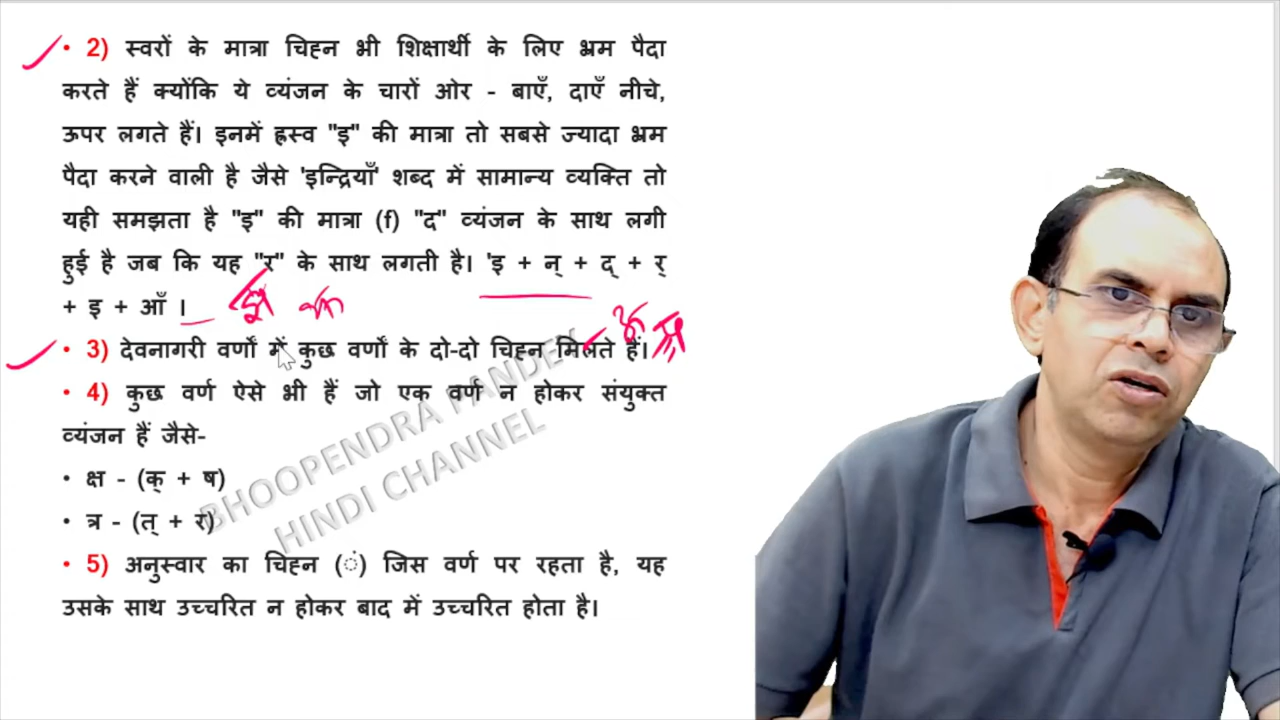 • 2) स्वरों के मात्रा चिह्न भी शिक्षार्थी के लिए भ्रम पैदा
करते हैं क्योंकि ये व्यंजन के चारों ओर - बाएँ, दाएँ नीचे,
ऊपर लगते हैं। इनमें ह्रस्व "इ" की मात्रा तो सबसे ज्यादा भ्रम
पैदा करने वाली है जैसे 'इन्द्रियाँ' शब्द में सामान्य व्यक्ति तो
यही समझता है "इ" की मात्रा (f) "द" व्यंजन के साथ लगी
हुई है जब कि यह "र" के साथ लगती है। 'इ + न् + द् + र्
+ इ + आँ ।
• 3) देवनागरी वर्णों में कुछ वर्णों के दो-दो चिह्न मिलते हैं।
• 4) कुछ वर्ण ऐसे भी हैं जो एक वर्ण न होकर संयुक्त
व्यंजन हैं जैसे-
• क्ष - (क् + ष)
• त्र - (त् + र)
• 5) अनुस्वार का चिह्न (ं) जिस वर्ण पर रहता है, यह
उसके साथ उच्चरित न होकर बाद में उच्चरित होता है।
BHOOPENDRA PANDEY
HINDI CHANNEL